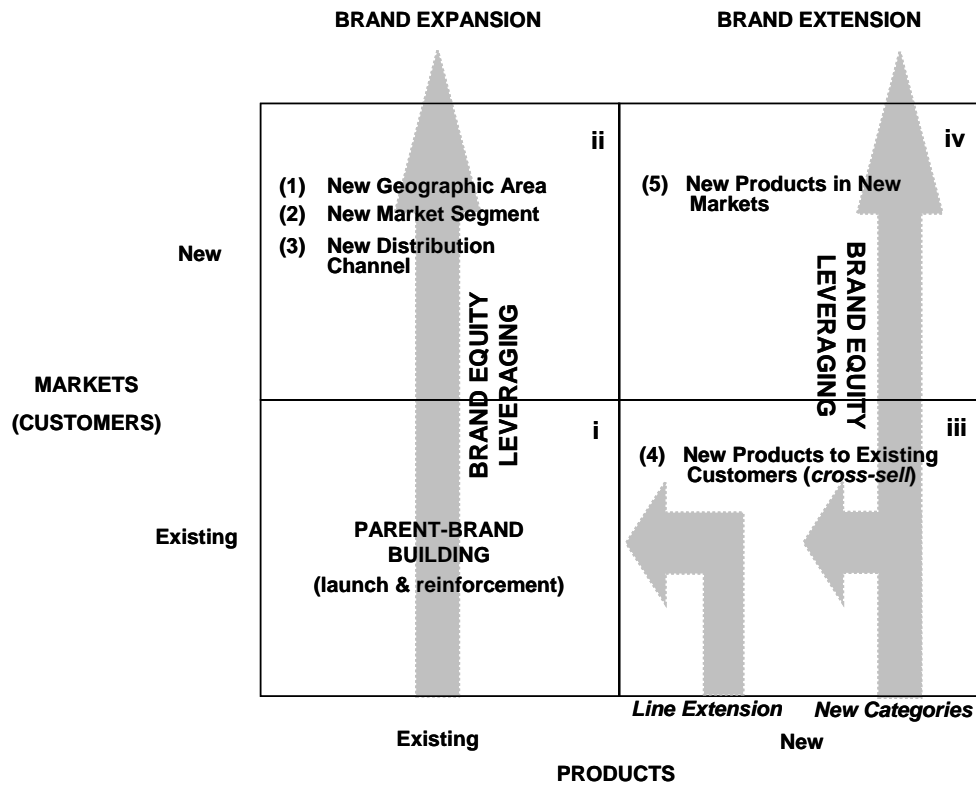 BRAND EXPANSION
BRAND EXTENSION
ii
(1) New Geographic Area
(2) New Market Segment
(3) New Distribution
Channel
iv
(5) New Products in New
Markets
New
BRAND EQUITY
LEVERAGING
BRAND EQUITY
LEVERAGING
MARKETS
(CUSTOMERS)
i
PARENT-BRAND
BUILDING
(launch & reinforcement)
iii
(4) New Products to Existing
Customers (cross-sell)
Existing
Line Extension
New Categories
Existing
New
PRODUCTS